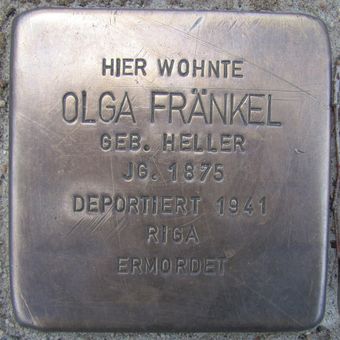 HIER WOHNTE
OLGA FRÄNKEL
GEB. HELLER
JG. 1875
DEPORTIERT 1941
RIGA
ERMORDET